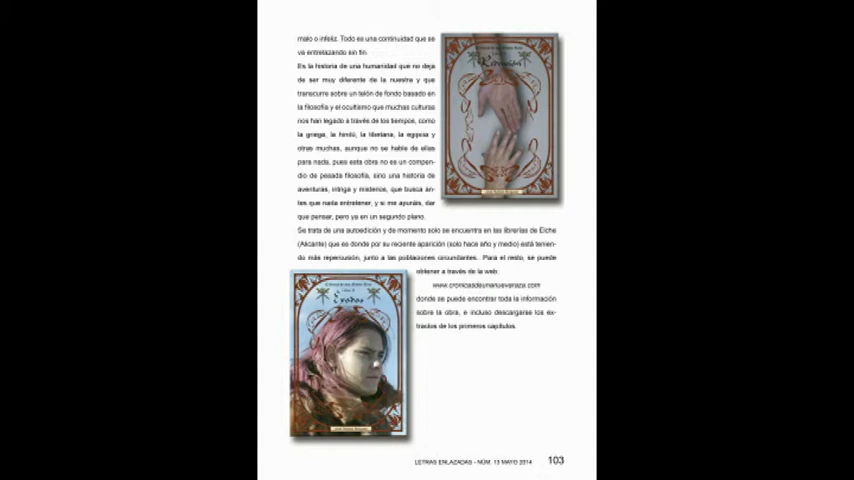 malo o infeliz. Todo es una continuidad que se
va entrelazando sin fin.
Es la historia de una humanidad que no deja
de ser muy diferente de la nuestra y que
transcurre sobre un telón de fondo basado en
la filosofía y el ocultismo que muchas culturas
nos han legado a través de los tiempos, como
la griega, la hindú, la tibetana, la egipcia y
otras muchas, aunque no se hable de ellas
para nada, pues esta obra no es un compen-
dio de pesada filosofía, sino una historia de
aventuras, intriga y misterios, que busca an-
tes que nada entretener, y si me apuráis, dar
que pensar, pero ya en un segundo plano.
Se trata de una autoedición y de momento solo se encuentra en las librerías de Elche
(Alicante) que es donde por su reciente aparición (solo hace año y medio) está tenien-
do más repercusión, junto a las poblaciones circundantes. Para el resto, se puede
obtener a través de la web:
www.cronicasdeunanuevaraza.com
donde se puede encontrar toda la información
sobre la obra, e incluso descargarse los ex-
tractos de los primeros capítulos.
Éxodos
LETRAS ENLAZADAS - NÚM. 13 MAYO 2014 103